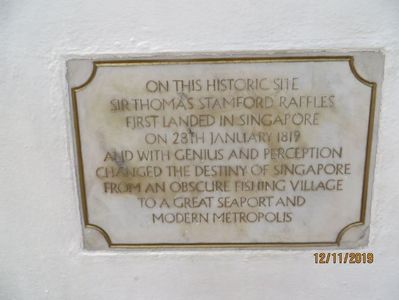 ON THIS HISTORIC SITE
SIR THOMAS STAMFORD RAFFLES
FIRST LANDED IN SINGAPORE
ON 28TH JANUARY 1819
AND WITH GENIUS AND PERCEPTION
CHANGED THE DESTINY OF SINGAPORE
FROM AN OBSCURE FISHING VILLAGE
TO A GREAT SEAPORT AND
MODERN METROPOLIS
12/11/2019